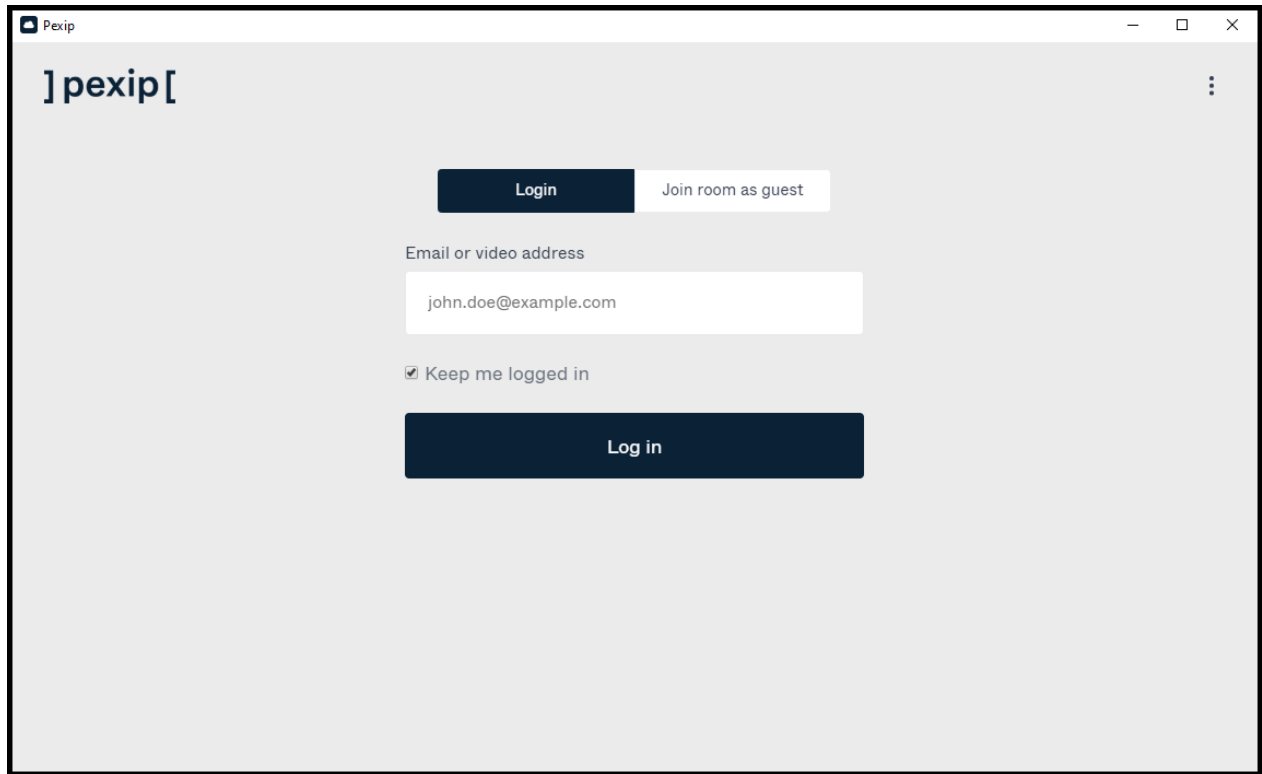 Pexip
]pexip[
Login Join room as guest
Email or video address
john.doe@example.com
Keep me logged in
Log in